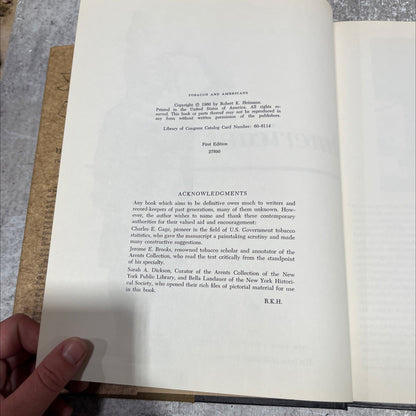 TOBACCO AND AMERICANS
Copyright © 1960 by Robert K. Heimann.
Printed in the United States of America. All rights re-
served. This book or parts thereof may not be reproduced in
any form without written permission of the publishers.
Library of Congress Catalog Card Number: 60-8114
First Edition
27890
ACKNOWLEDGMENTS
Any book which aims to be definitive owes much to writers and
record-keepers of past generations, many of them unknown. How-
ever, the author wishes to name and thank these contemporary
authorities for their valued aid and encouragement:
Charles E. Gage, pioneer in the field of U.S. Government tobacco
statistics, who gave the manuscript a painstaking scrutiny and made
many constructive suggestions.
Jerome E. Brooks, renowned tobacco scholar and annotator of the
Arents Collection, who read the text critically from the standpoint
of his specialty.
Sarah A. Dickson, Curator of the Arents Collection of the New
York Public Library, and Bella Landauer of the New York Histori-
cal Society, who opened their rich files of pictorial material for use
in this book.
R.K.H.